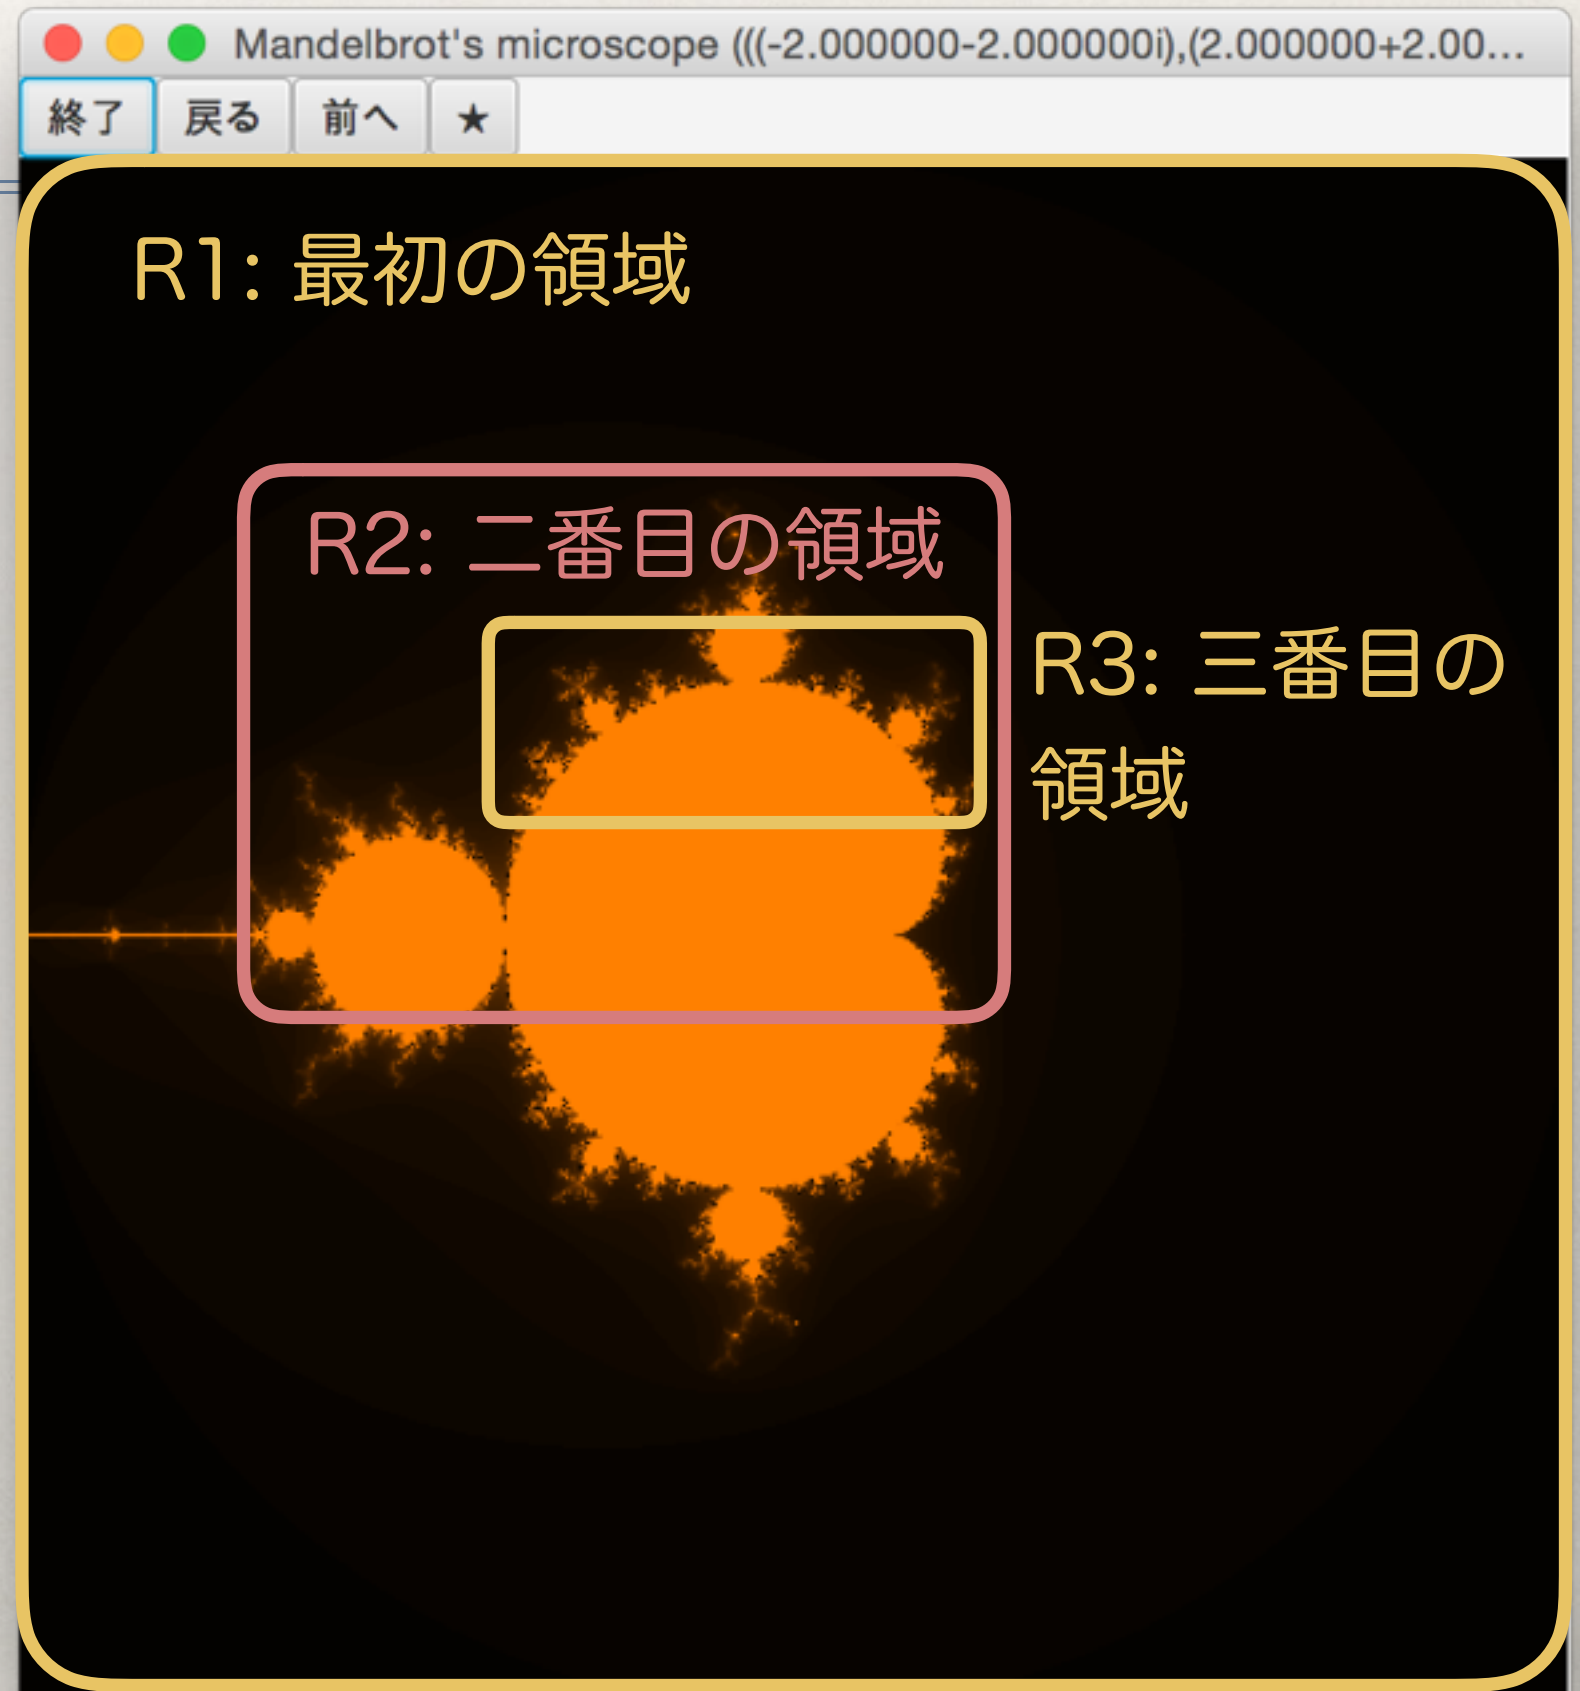 Mandelbrot's microscope (((-2.000000-2.000000i),(2.000000+2.00...
終了 戻る 前へ ★
R1: 最初の領域
R2: 二番目の領域
R3: 三番目の
領域